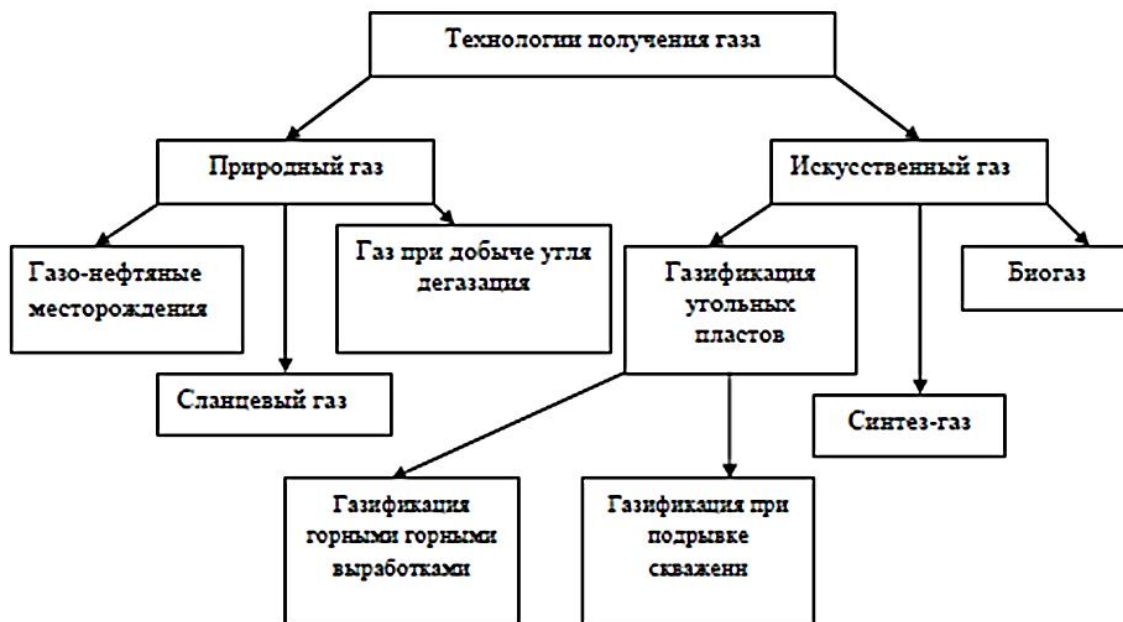 Технологии получения газа
Природный газ
Искусственный газ
Газо-нефтяные
месторождения
Газ при добыче угля
дегазация
Газификация
угольных
пластов
Биогаз
Сланцевый газ
Синтез-газ
Газификация
горными горными
выработками
Газификация при
подрывке
скваженн